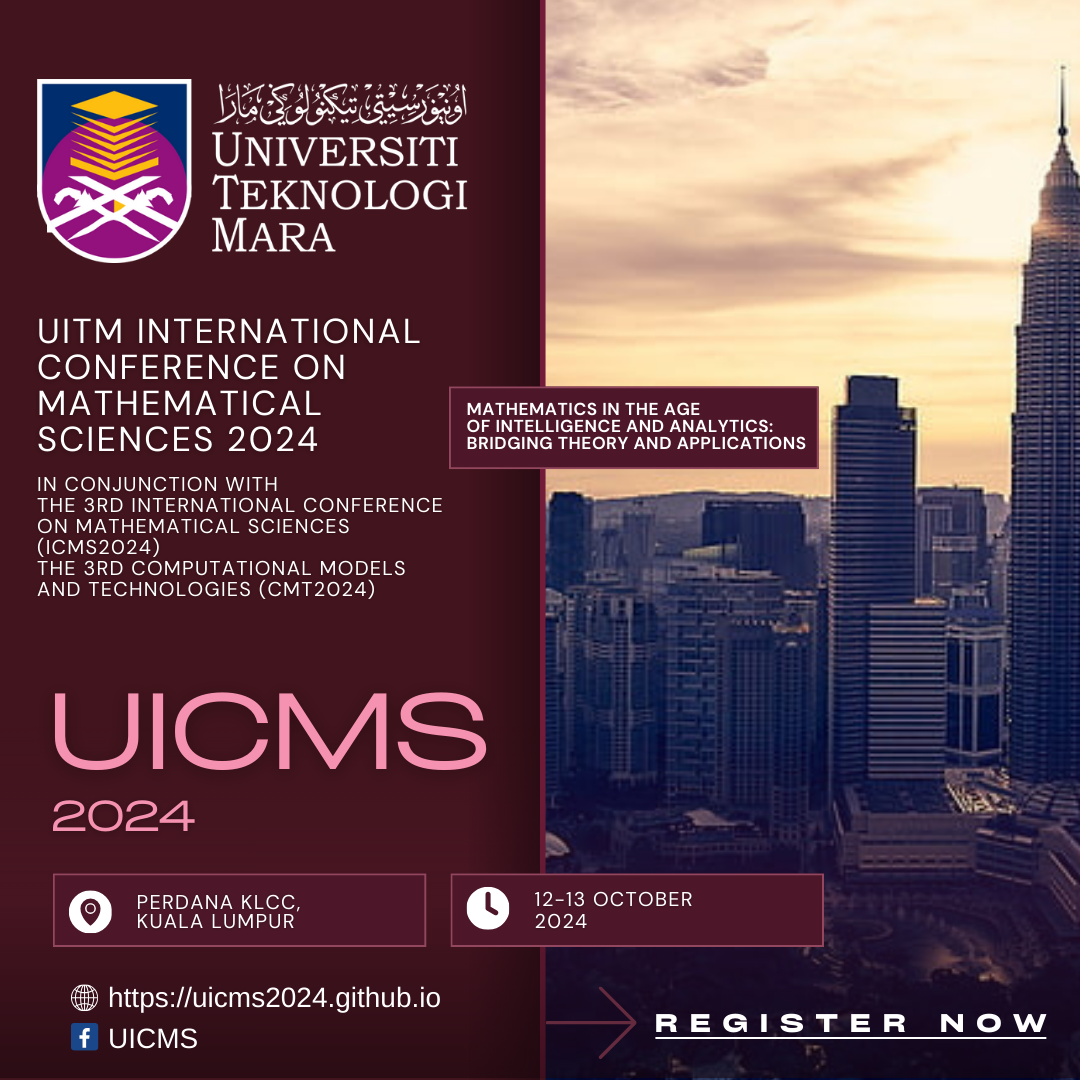 اونيۏرسيتي تيكنولوݢي مارا
UNIVERSITI
TEKNOLOGI
MARA
UITM INTERNATIONAL
CONFERENCE ON
MATHEMATICAL
SCIENCES 2024
MATHEMATICS IN THE AGE
OF INTELLIGENCE AND ANALYTICS:
BRIDGING THEORY AND APPLICATIONS
IN CONJUNCTION WITH
THE 3RD INTERNATIONAL CONFERENCE
ON MATHEMATICAL SCIENCES
(ICMS2024)
THE 3RD COMPUTATIONAL MODELS
AND TECHNOLOGIES (CMT2024)
UICMS
2024
PERDANA KLCC,
KUALA LUMPUR
12-13 OCTOBER
2024
https://uicms2024.github.io
UICMS
REGISTER NOW